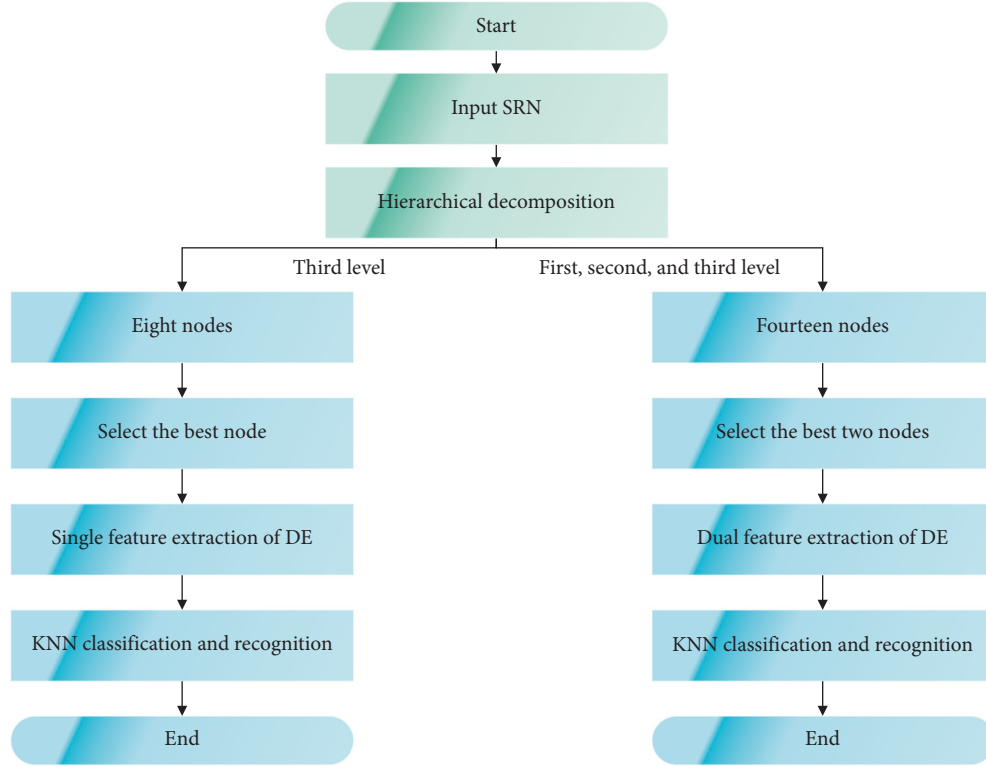 Start
Input SRN
Hierarchical decomposition
Third level
First, second, and third level
Eight nodes
Fourteen nodes
Select the best node
Select the best two nodes
Single feature extraction of DE
Dual feature extraction of DE
KNN classification and recognition
KNN classification and recognition
End
End